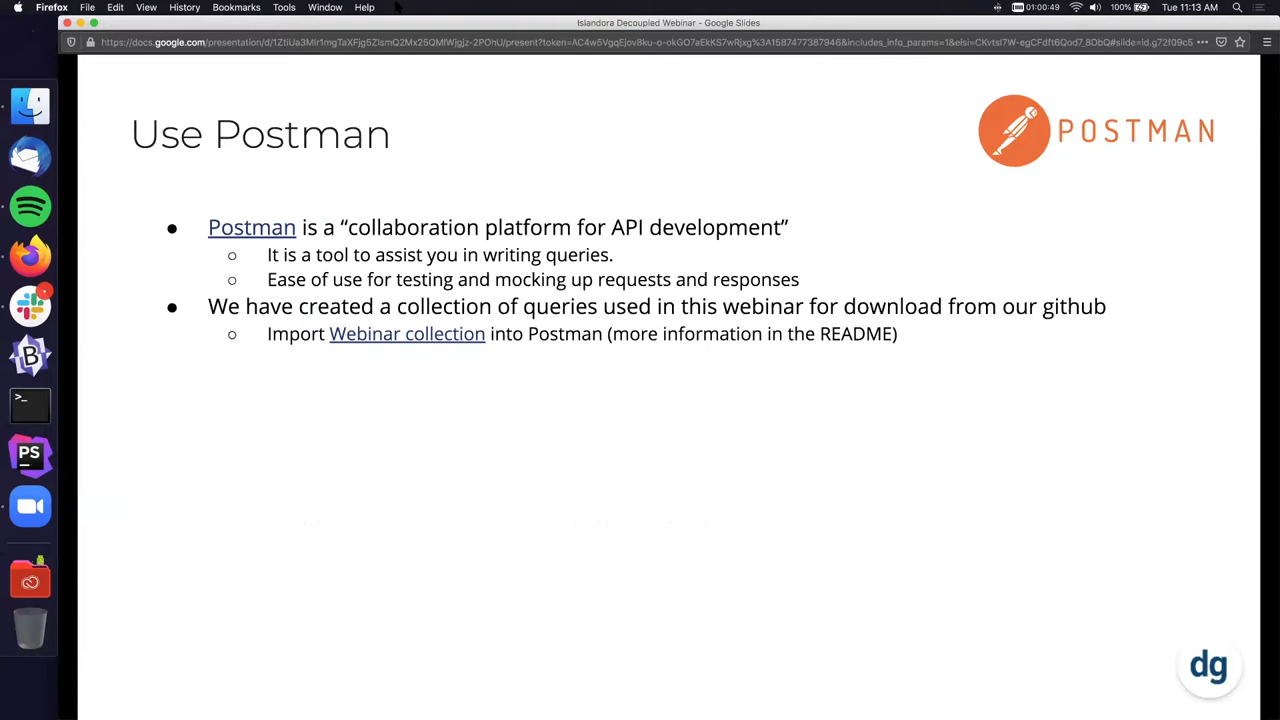 Firefox File Edit View History Bookmarks Tools Window Help 01:00:49 100% Tue 11:13 AM
Islandora Decoupled Webinar - Google Slides
Use Postman
POSTMAN
● Postman is a “collaboration platform for API development”
○ It is a tool to assist you in writing queries.
○ Ease of use for testing and mocking up requests and responses
● We have created a collection of queries used in this webinar for download from our github
○ Import Webinar collection into Postman (more information in the README)
B
>_
PS
dg